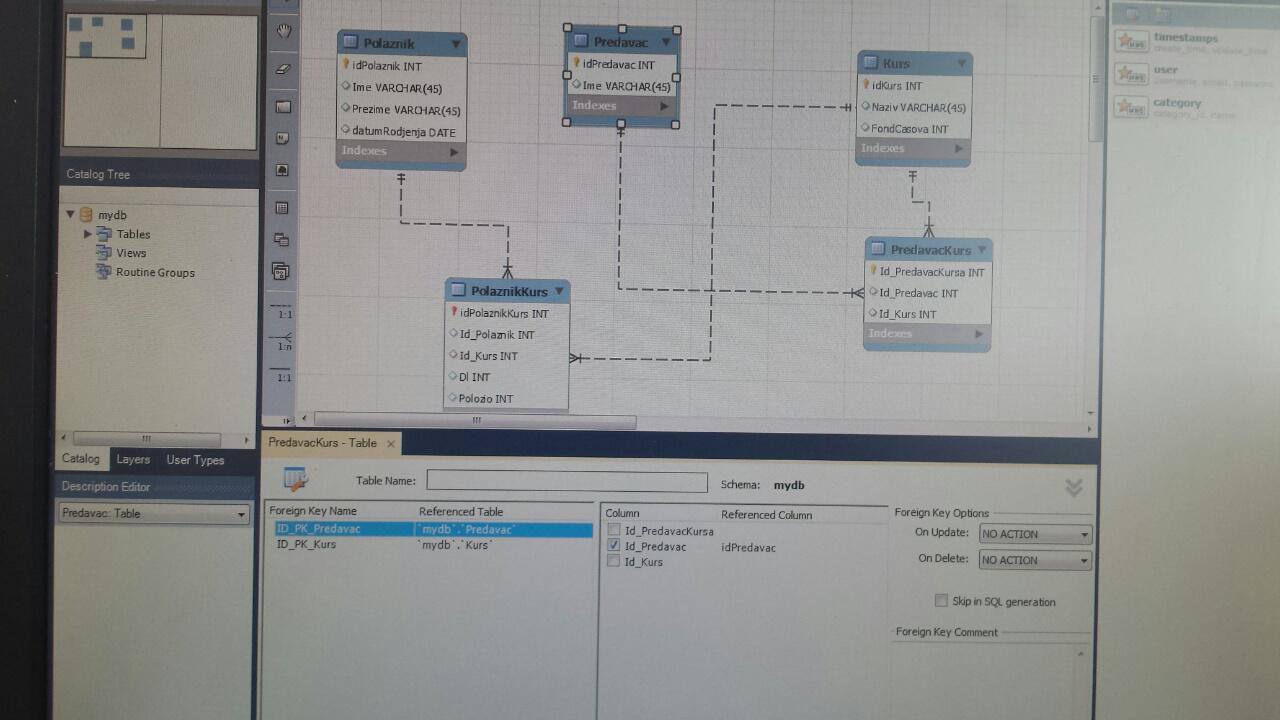 Polaznik
idPolaznik INT
Ime VARCHAR(45)
Prezime VARCHAR(45)
datumRodjenja DATE
Indexes
Predavac
idPredavac INT
Ime VARCHAR(45)
Indexes
Kurs
idKurs INT
Naziv VARCHAR(45)
FondCasova INT
Indexes
PolaznikKurs
idPolaznikKurs INT
Id_Polaznik INT
Id_Kurs INT
DI INT
Polozio INT
PredavacKurs
Id_PredavacKursa INT
Id_Predavac INT
Id_Kurs INT
Indexes
1:1
1:n
1:1
timestamps
create_time, update_time
user
username, email, password
category
category_id, name
Catalog Tree
mydb
Tables
Views
Routine Groups
Catalog Layers User Types
Description Editor
Predavac: Table
PredavacKurs - Table
Table Name:
Schema: mydb
Foreign Key Name Referenced Table
ID_PK_Predavac `mydb`.`Predavac`
ID_PK_Kurs `mydb`.`Kurs`
Column Referenced Column
Id_PredavacKursa
Id_Predavac idPredavac
Id_Kurs
Foreign Key Options
On Update: NO ACTION
On Delete: NO ACTION
Skip in SQL generation
Foreign Key Comment